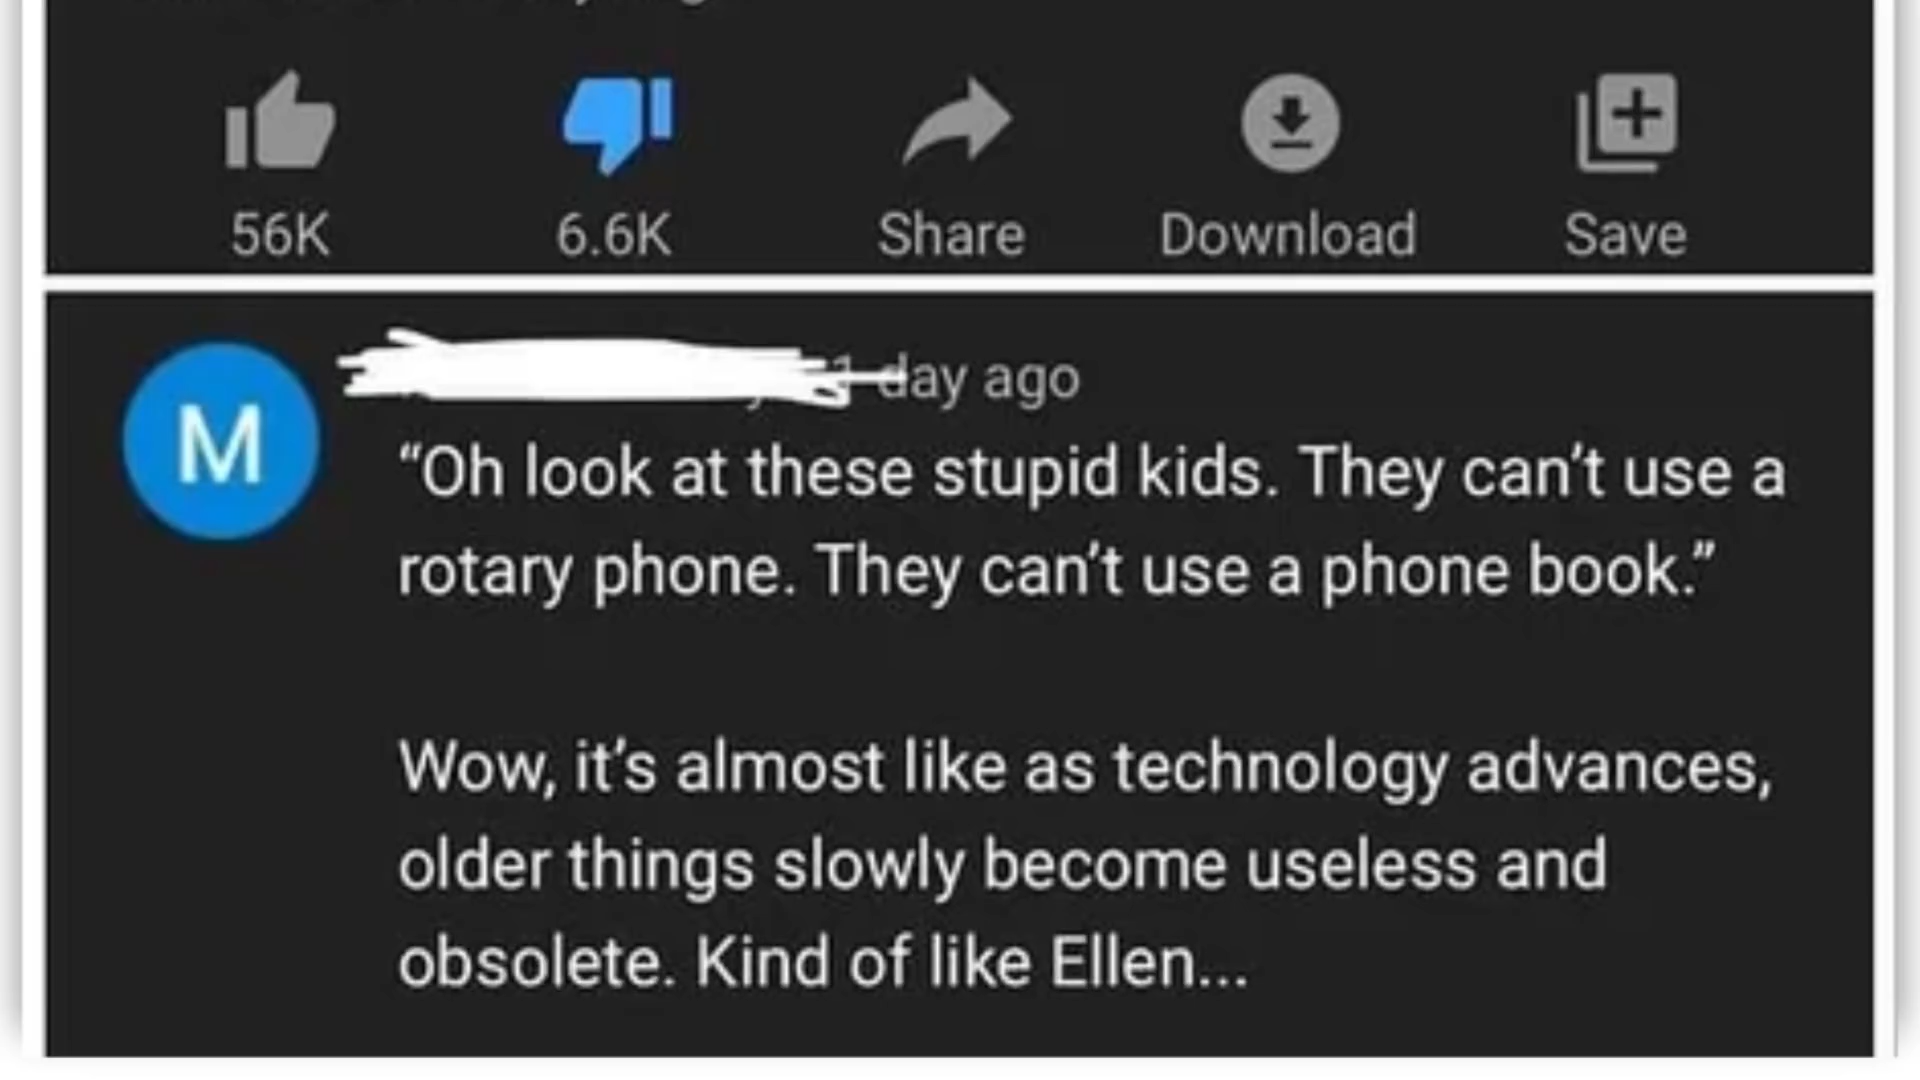 56K 6.6K Share Download Save
M
day ago
“Oh look at these stupid kids. They can’t use a
rotary phone. They can’t use a phone book.”
Wow, it’s almost like as technology advances,
older things slowly become useless and
obsolete. Kind of like Ellen...